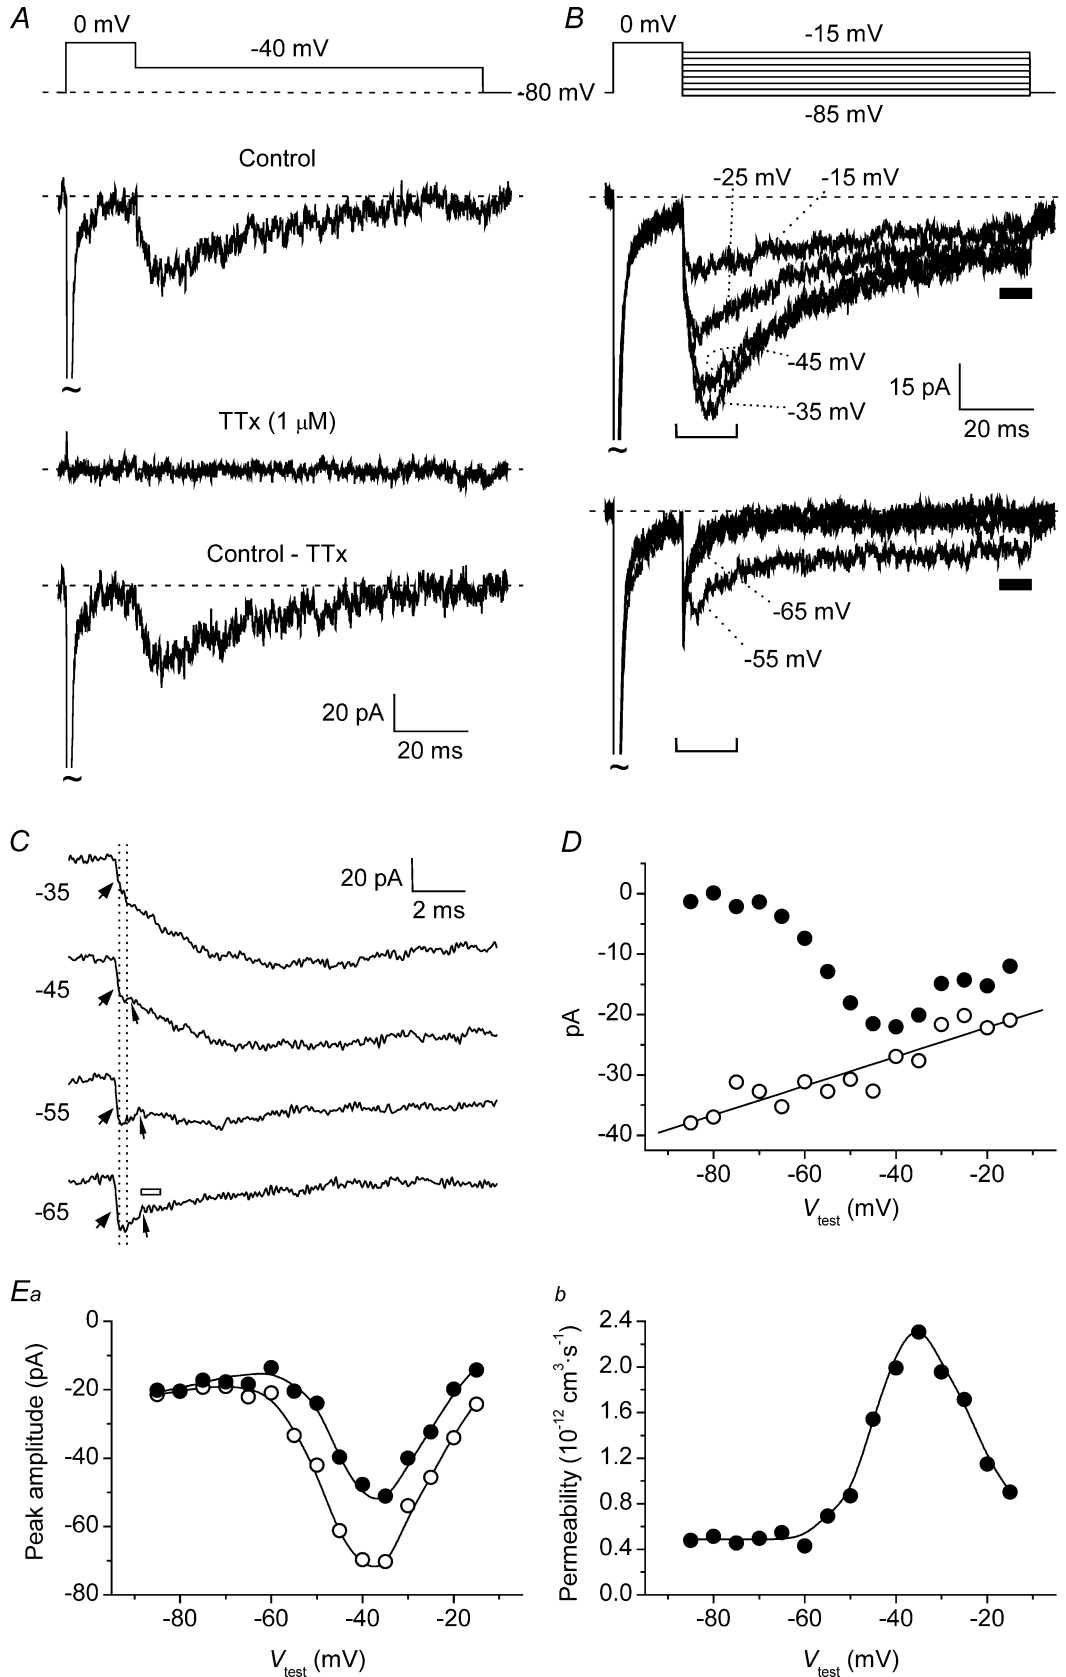 A
0 mV
-40 mV
-80 mV
Control
TTx (1 µM)
Control - TTx
20 pA
20 ms
~
~
B
0 mV
-15 mV
-85 mV
-25 mV
-15 mV
-45 mV
-35 mV
15 pA
20 ms
~
-65 mV
-55 mV
~
C
-35
-45
-55
-65
20 pA
2 ms
D
0
-10
-20
-30
-40
pA
-80 -60 -40 -20
Vtest (mV)
Ea
0
-20
-40
-60
-80
Peak amplitude (pA)
-80 -60 -40 -20
Vtest (mV)
b
2.4
2.0
1.6
1.2
0.8
0.4
0.0
Permeability (10⁻¹² cm³·s⁻¹)
-80 -60 -40 -20
Vtest (mV)